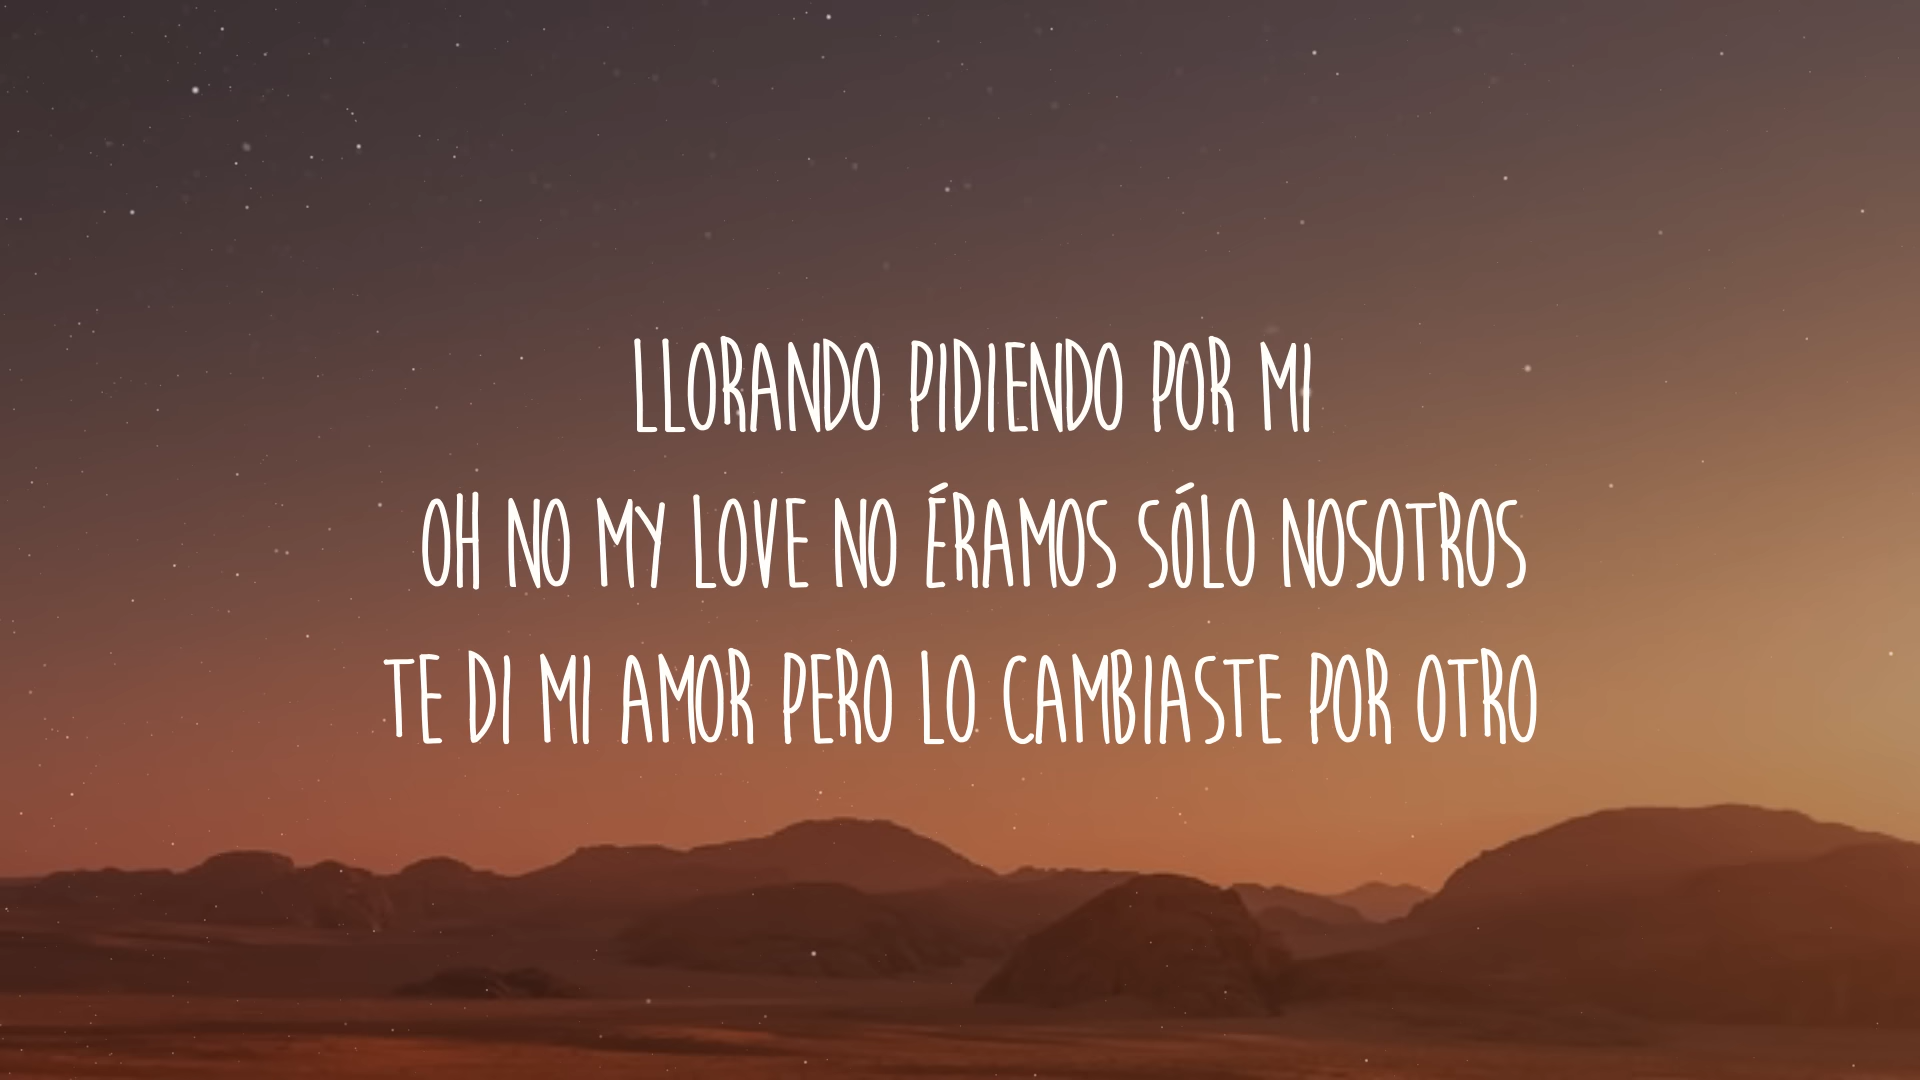 LLORANDO PIDIENDO POR MI
OH NO MY LOVE NO ÉRAMOS SÓLO NOSOTROS
TE DI MI AMOR PERO LO CAMBIASTE POR OTRO